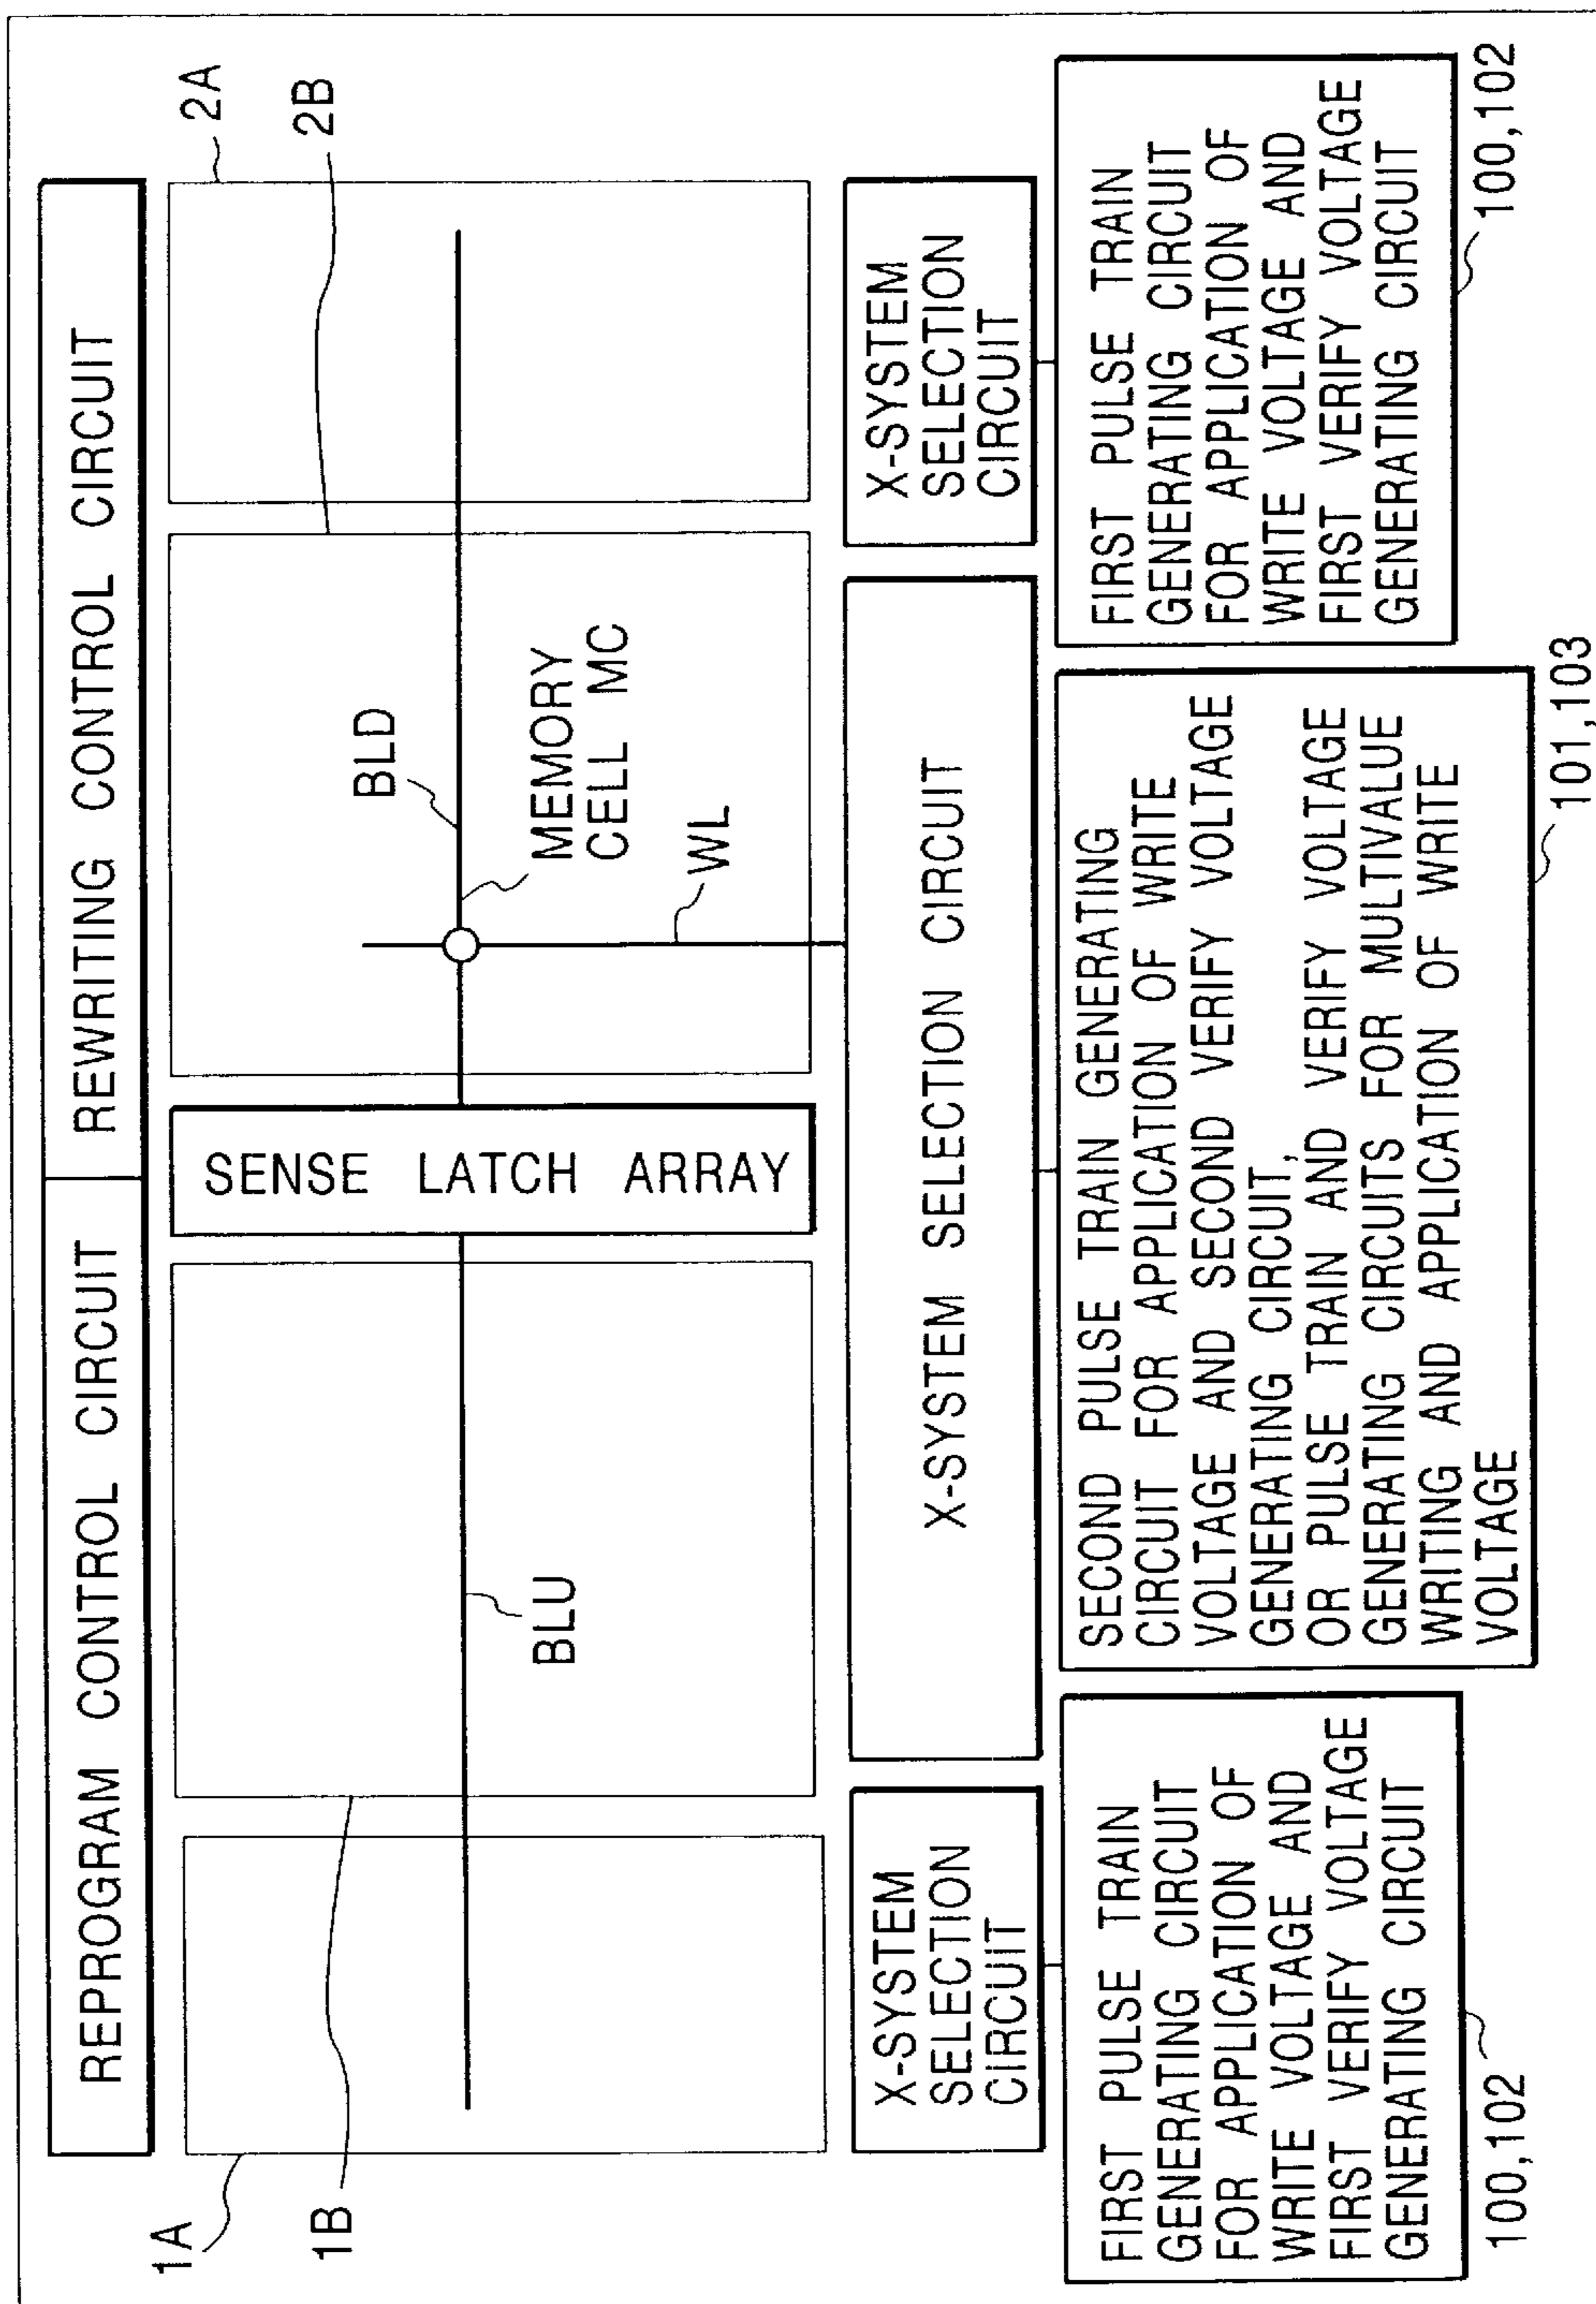 REPROGRAM CONTROL CIRCUIT
REWRITING CONTROL CIRCUIT
1A
1B
2A
2B
BLU
BLD
SENSE LATCH ARRAY
MEMORY
CELL MC
WL
X-SYSTEM
SELECTION
CIRCUIT
X-SYSTEM SELECTION CIRCUIT
X-SYSTEM
SELECTION
CIRCUIT
FIRST PULSE TRAIN
GENERATING CIRCUIT
FOR APPLICATION OF
WRITE VOLTAGE AND
FIRST VERIFY VOLTAGE
GENERATING CIRCUIT
100,102
SECOND PULSE TRAIN GENERATING
CIRCUIT FOR APPLICATION OF WRITE
VOLTAGE AND SECOND VERIFY VOLTAGE
GENERATING CIRCUIT,
OR PULSE TRAIN AND VERIFY VOLTAGE
GENERATING CIRCUITS FOR MULTIVALUE
WRITING AND APPLICATION OF WRITE
VOLTAGE
101,103
FIRST PULSE TRAIN
GENERATING CIRCUIT
FOR APPLICATION OF
WRITE VOLTAGE AND
FIRST VERIFY VOLTAGE
GENERATING CIRCUIT
100,102